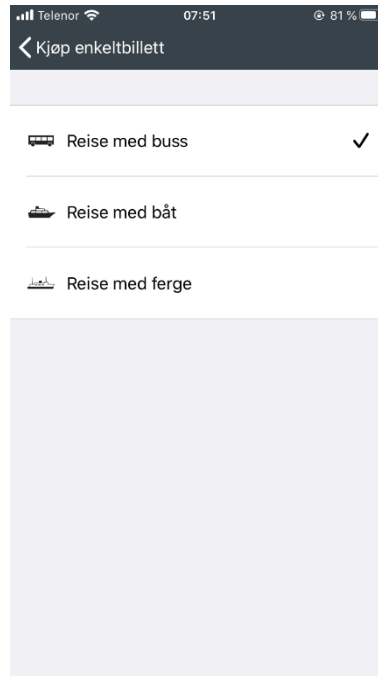 Telenor 07:51 81 %
Kjøp enkeltbillett
Reise med buss
Reise med båt
Reise med ferge